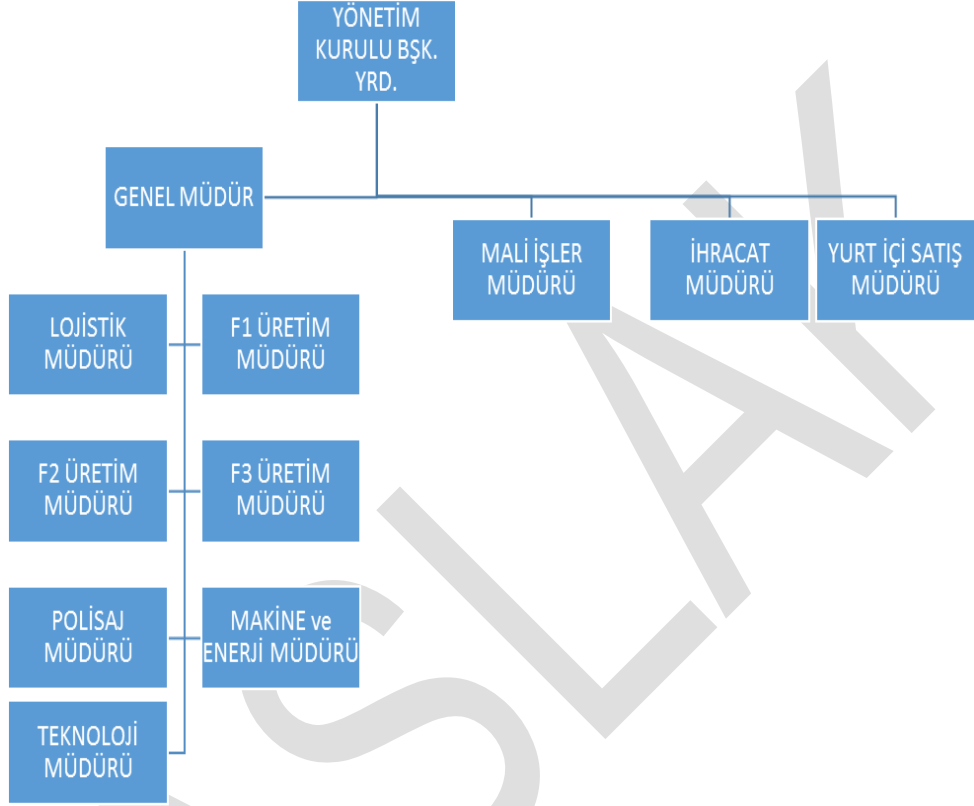 YÖNETİM
KURULU BŞK.
YRD.
GENEL MÜDÜR
MALİ İŞLER
MÜDÜRÜ
İHRACAT
MÜDÜRÜ
YURT İÇİ SATIŞ
MÜDÜRÜ
LOJİSTİK
MÜDÜRÜ
F1 ÜRETİM
MÜDÜRÜ
F2 ÜRETİM
MÜDÜRÜ
F3 ÜRETİM
MÜDÜRÜ
POLİSAJ
MÜDÜRÜ
MAKİNE ve
ENERJİ MÜDÜRÜ
TEKNOLOJİ
MÜDÜRÜ
SLAK